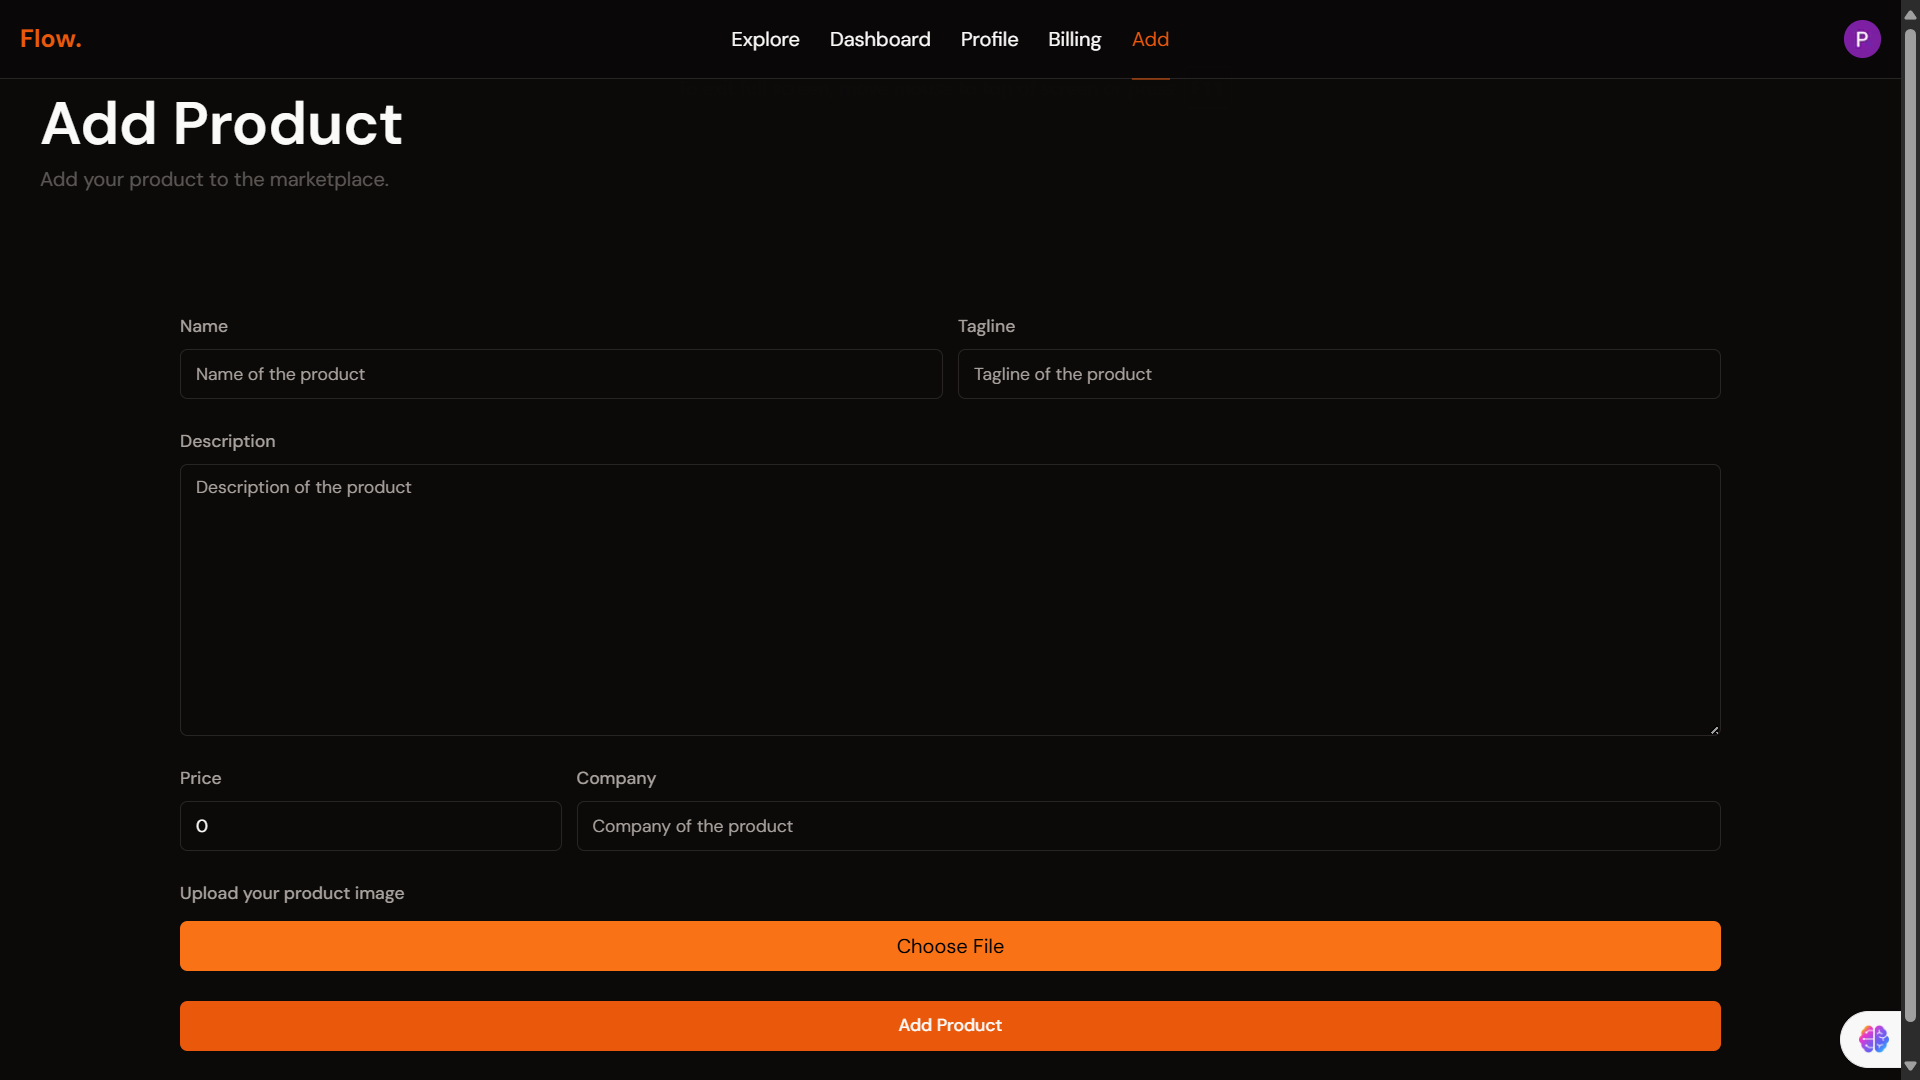 Flow.
Explore Dashboard Profile Billing Add
P
Add Product
Add your product to the marketplace.
Name Tagline
Name of the product Tagline of the product
Description
Description of the product
Price Company
0 Company of the product
Upload your product image
Choose File
Add Product